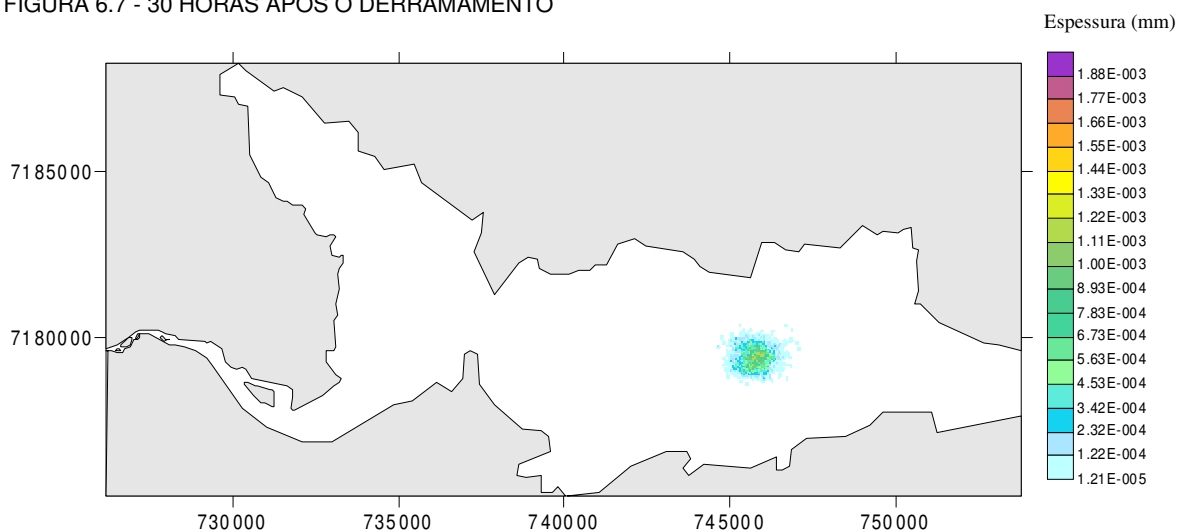 FIGURA 6.7 - 30 HORAS APÓS O DERRAMAMENTO
Espessura (mm)
1.88E-003
1.77E-003
1.66E-003
1.55E-003
1.44E-003
1.33E-003
1.22E-003
1.11E-003
1.00E-003
8.93E-004
7.83E-004
6.73E-004
5.63E-004
4.53E-004
3.42E-004
2.32E-004
1.22E-004
1.21E-005
7185000
7180000
730000 735000 740000 745000 750000